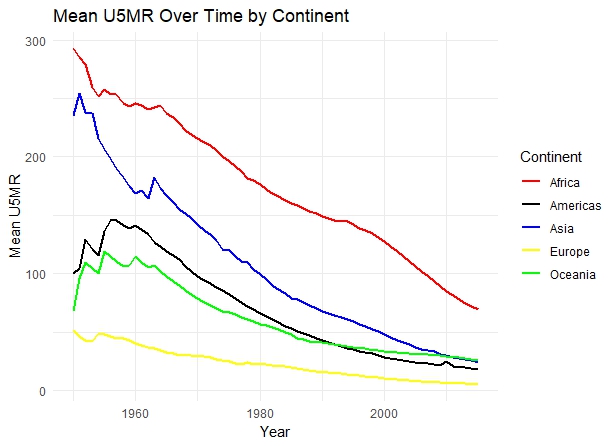 Mean U5MR Over Time by Continent
Mean U5MR
300
200
100
0
1960
1980
2000
Year
Continent
Africa
Americas
Asia
Europe
Oceania